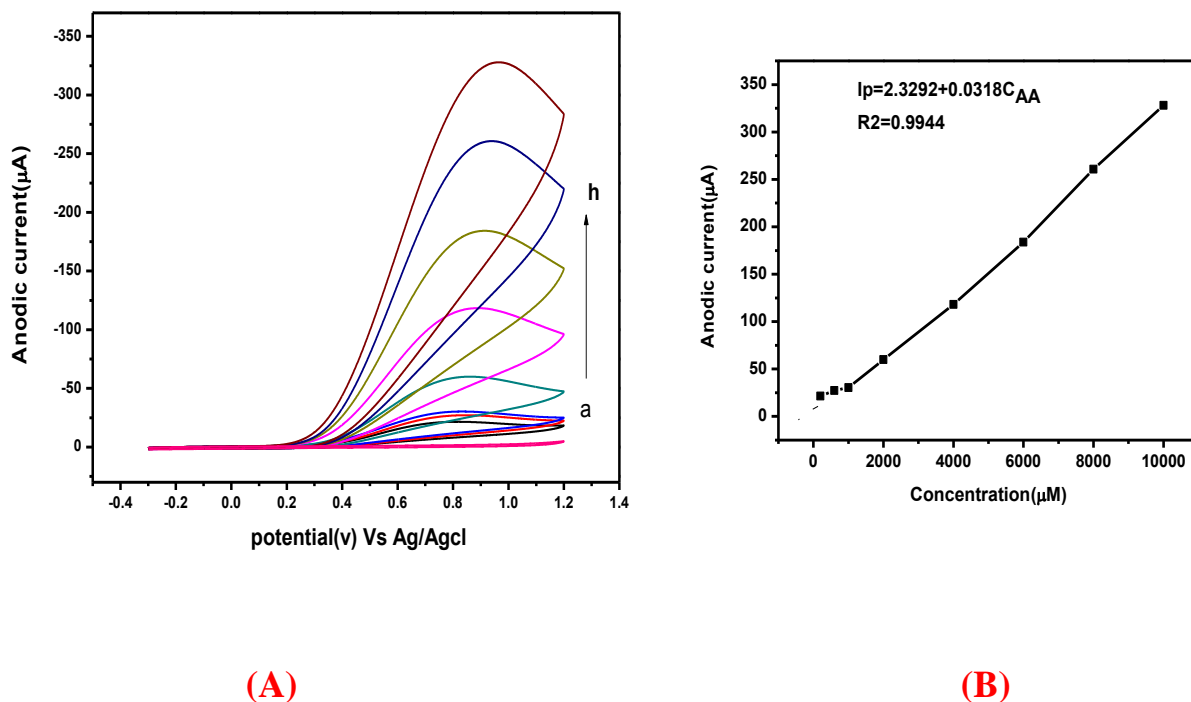 -350
-300
-250
-200
-150
-100
-50
0
Anodic current(µA)
h
a
-0.4 -0.2 0.0 0.2 0.4 0.6 0.8 1.0 1.2 1.4
potential(v) Vs Ag/Agcl
350
300
250
200
150
100
50
0
Anodic current(µA)
Ip=2.3292+0.0318CAA
R2=0.9944
0 2000 4000 6000 8000 10000
Concentration(µM)
(A) (B)